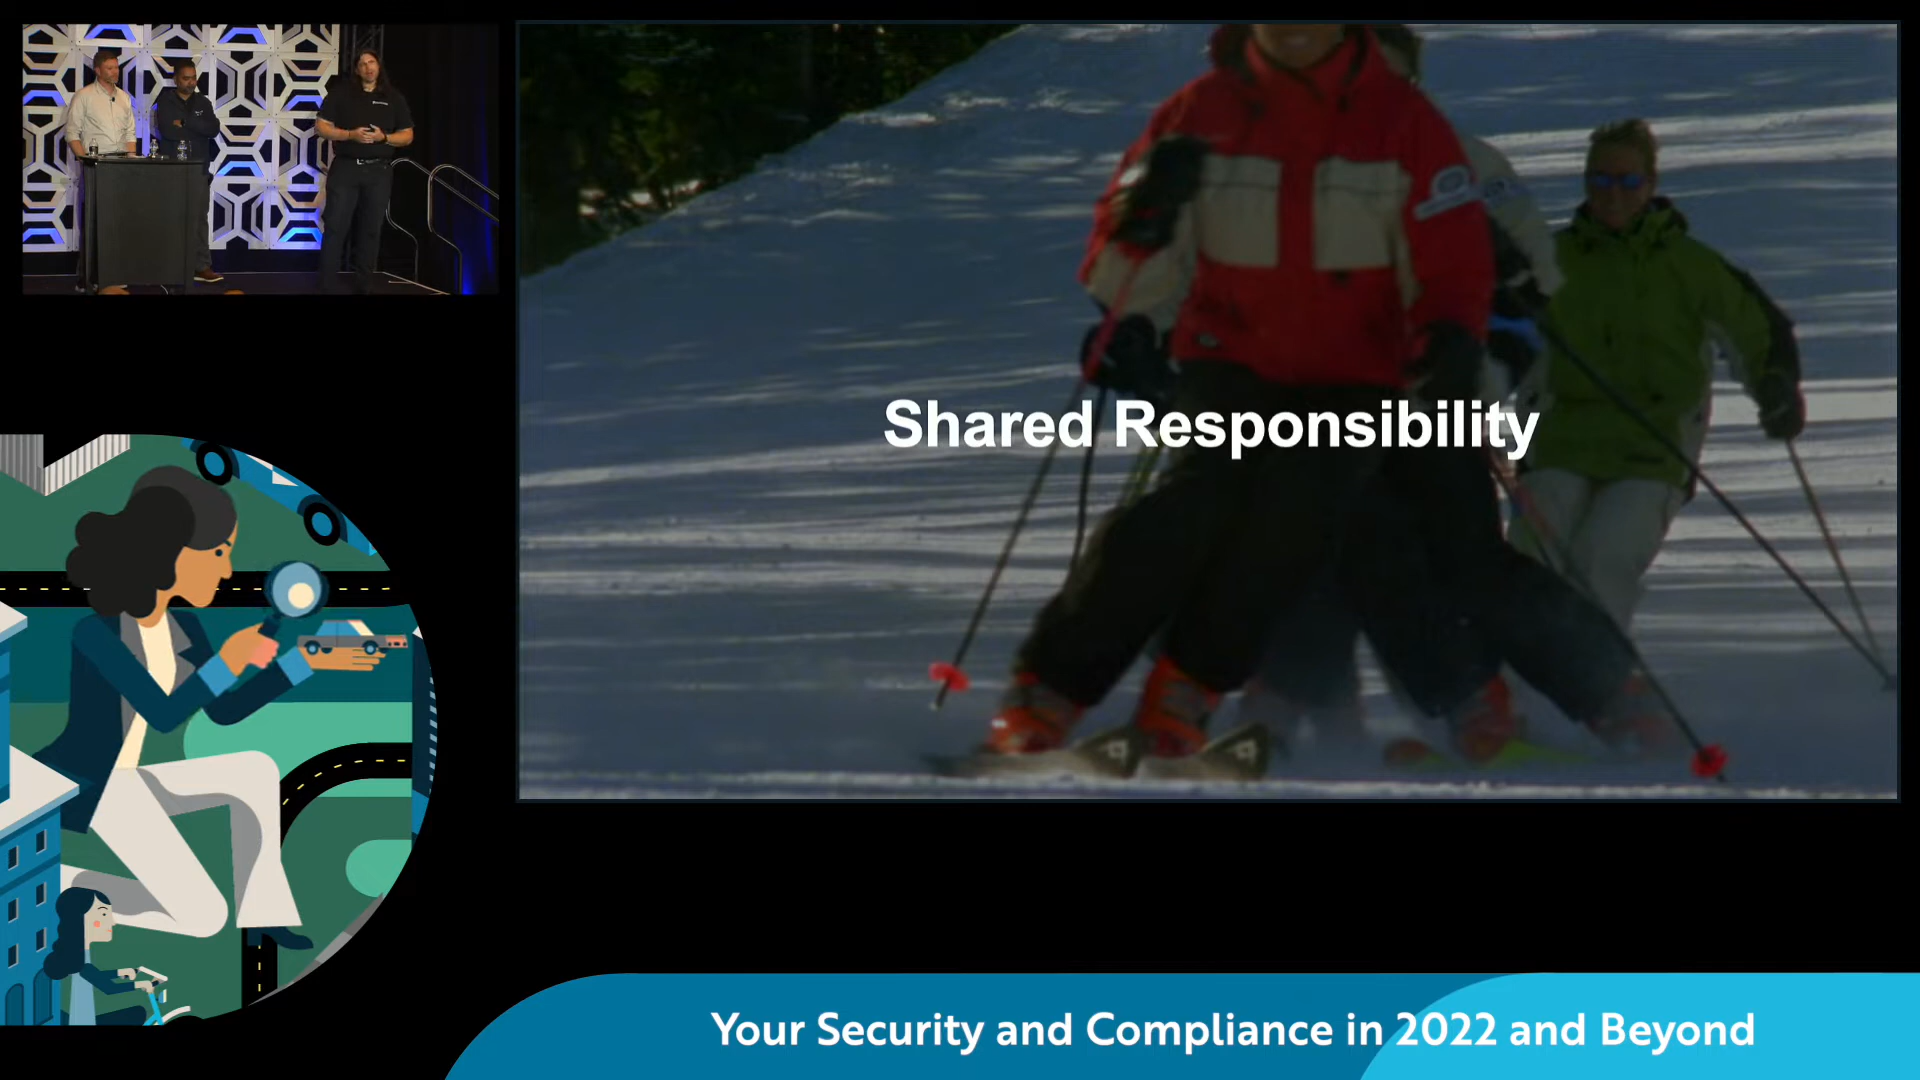 Shared Responsibility
Your Security and Compliance in 2022 and Beyond